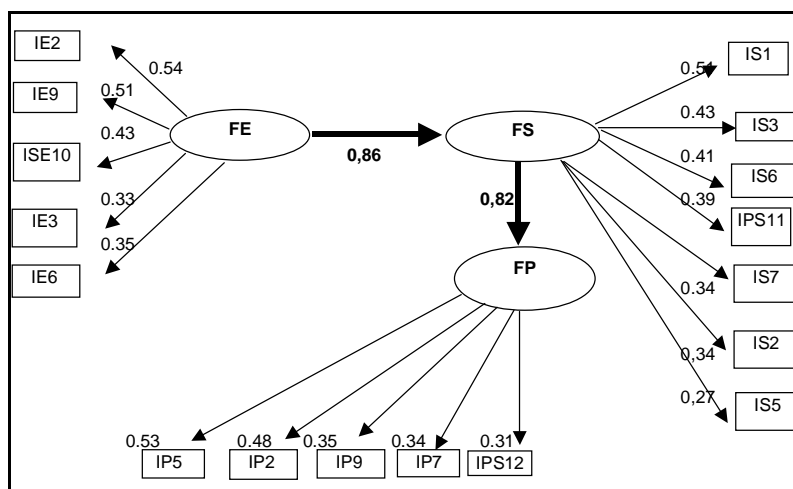 IE2
0.54
IE9
0.51
ISE10
0.43
IE3
0.33
IE6
0.35
FE
0,86
FS
0,82
FP
IS1
0.51
IS3
0.43
IS6
0.41
IPS11
0.39
IS7
0.34
IS2
0,34
IS5
0,27
0.53
IP5
0.48
IP2
0.35
IP9
0.34
IP7
0.31
IPS12